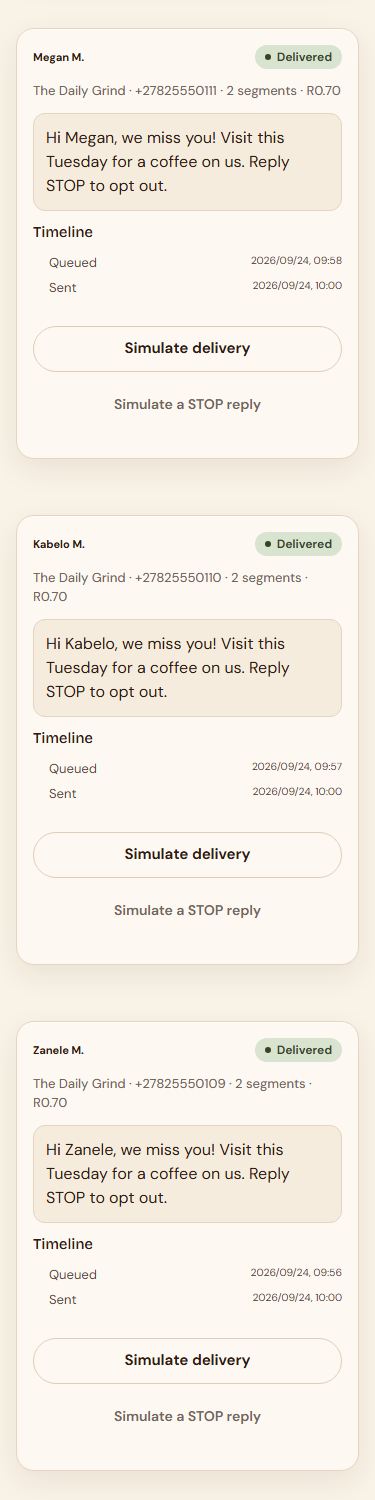 Megan M.
Delivered
The Daily Grind · +27825550111 · 2 segments · R0.70
Hi Megan, we miss you! Visit this
Tuesday for a coffee on us. Reply
STOP to opt out.
Timeline
Queued 2026/09/24, 09:58
Sent 2026/09/24, 10:00
Simulate delivery
Simulate a STOP reply
Kabelo M.
Delivered
The Daily Grind · +27825550110 · 2 segments ·
R0.70
Hi Kabelo, we miss you! Visit this
Tuesday for a coffee on us. Reply
STOP to opt out.
Timeline
Queued 2026/09/24, 09:57
Sent 2026/09/24, 10:00
Simulate delivery
Simulate a STOP reply
Zanele M.
Delivered
The Daily Grind · +27825550109 · 2 segments ·
R0.70
Hi Zanele, we miss you! Visit this
Tuesday for a coffee on us. Reply
STOP to opt out.
Timeline
Queued 2026/09/24, 09:56
Sent 2026/09/24, 10:00
Simulate delivery
Simulate a STOP reply